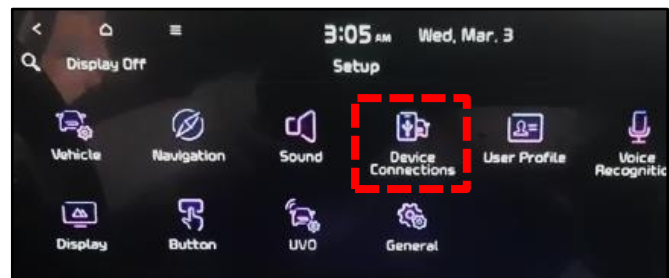 3:05 AM Wed, Mar. 3
Display Off
Setup
Vehicle
Navigation
Sound
Device
Connections
User Profile
Voice
Recognitic
Display
Button
UVO
General